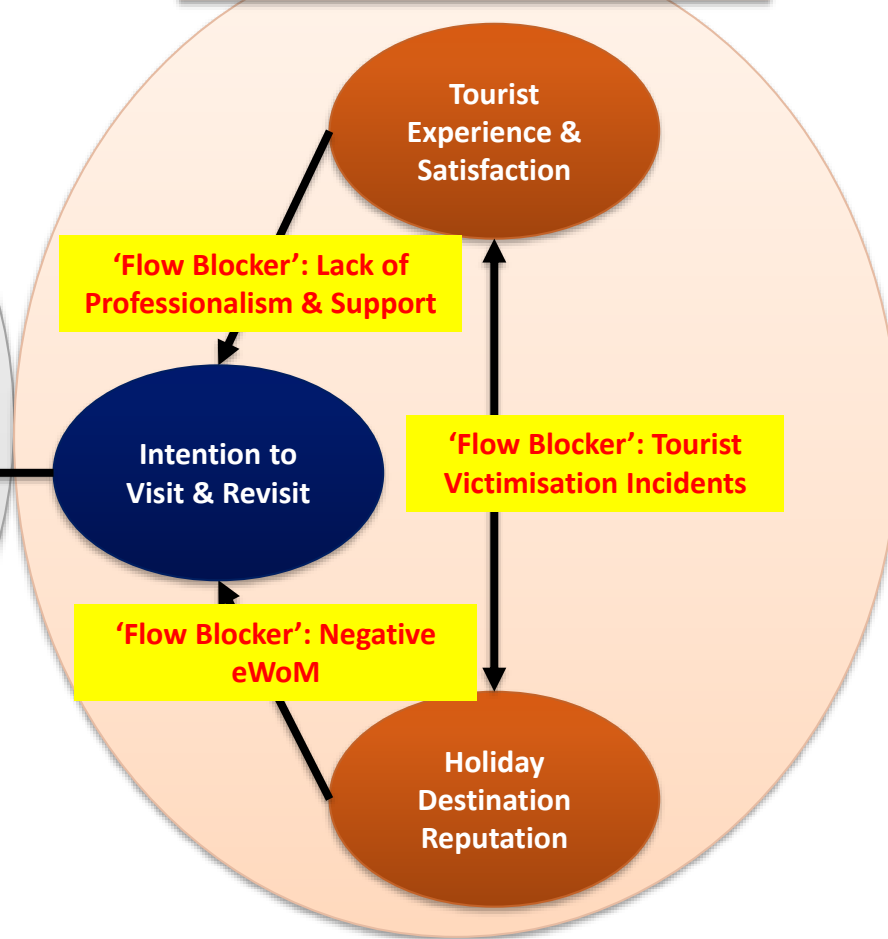 Tourist
Experience &
Satisfaction
‘Flow Blocker’: Lack of
Professionalism & Support
Intention to
Visit & Revisit
‘Flow Blocker’: Tourist
Victimisation Incidents
‘Flow Blocker’: Negative
eWoM
Holiday
Destination
Reputation